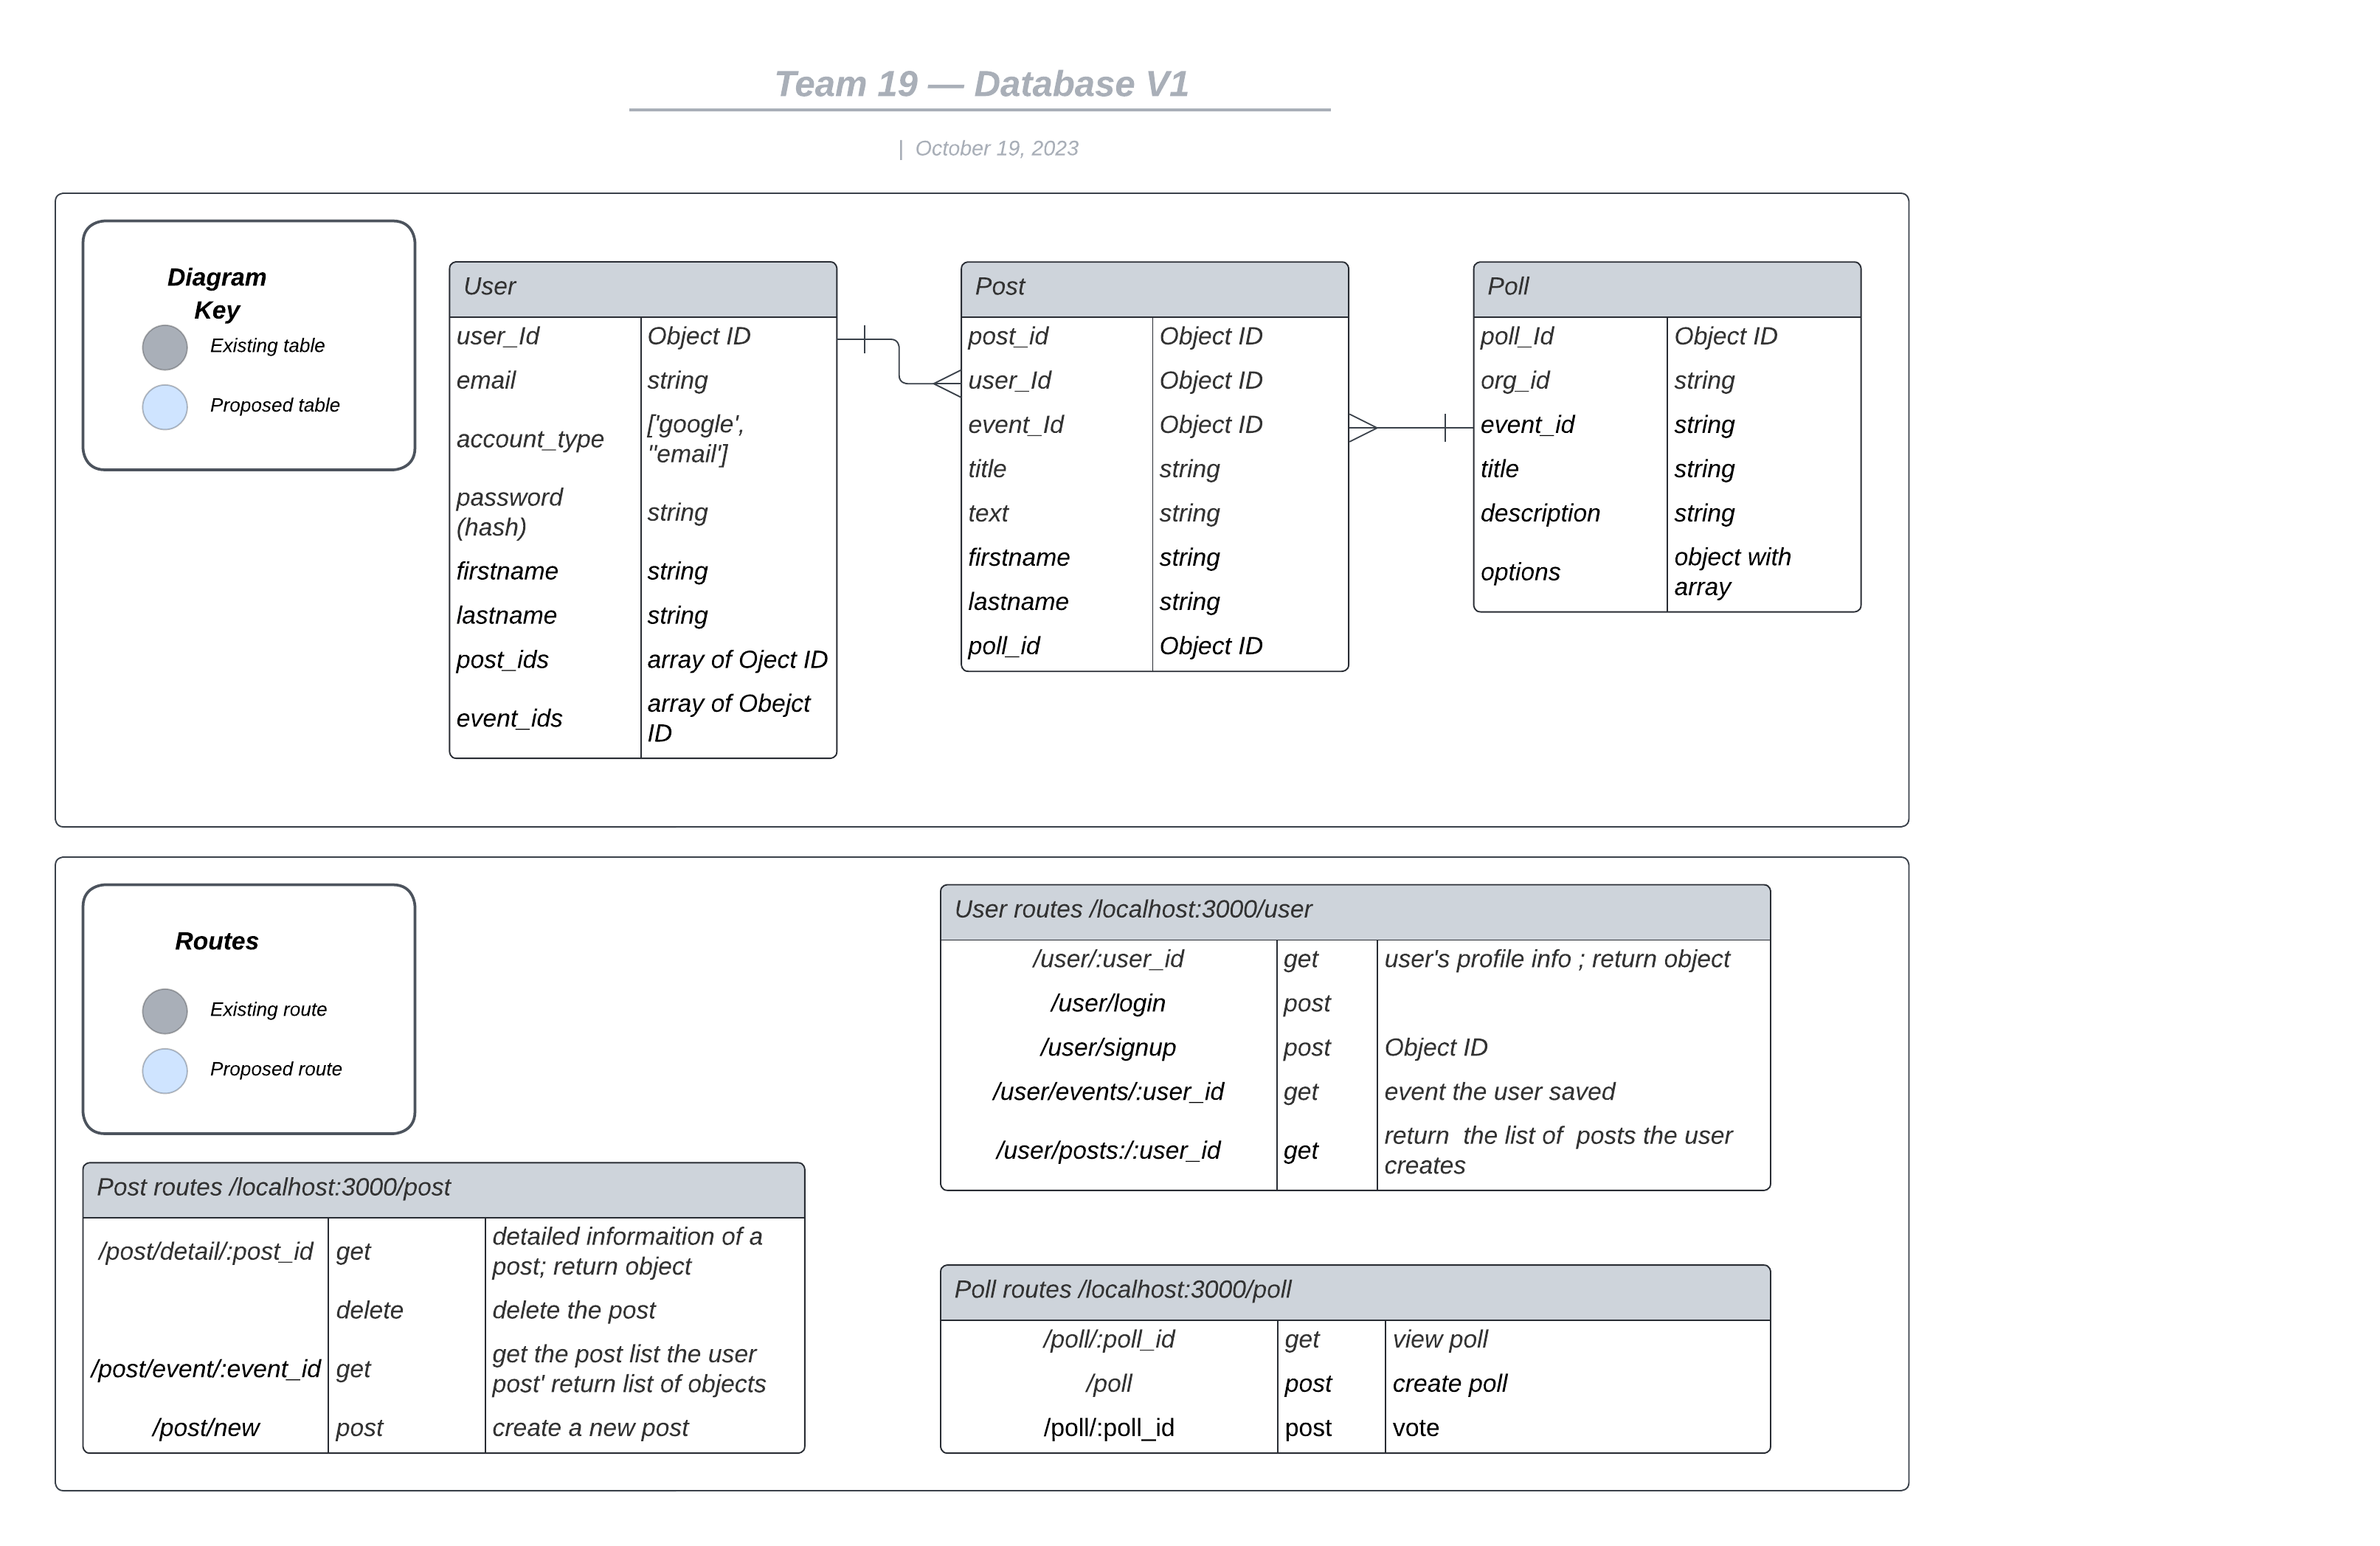 Team 19 — Database V1
| October 19, 2023
Diagram
Key
Existing table
Proposed table
User
user_Id Object ID
email string
account_type ['google',
"email']
password
(hash) string
firstname string
lastname string
post_ids array of Oject ID
event_ids array of Obejct
ID
Post
post_id Object ID
user_Id Object ID
event_Id Object ID
title string
text string
firstname string
lastname string
poll_id Object ID
Poll
poll_Id Object ID
org_id string
event_id string
title string
description string
options object with
array
Routes
Existing route
Proposed route
User routes /localhost:3000/user
/user/:user_id get user's profile info ; return object
/user/login post
/user/signup post Object ID
/user/events/:user_id get event the user saved
/user/posts:/:user_id get return  the list of  posts the user
creates
Post routes /localhost:3000/post
/post/detail/:post_id get detailed informaition of a
post; return object
delete delete the post
/post/event/:event_id get get the post list the user
post' return list of objects
/post/new post create a new post
Poll routes /localhost:3000/poll
/poll/:poll_id get view poll
/poll post create poll
/poll/:poll_id post vote